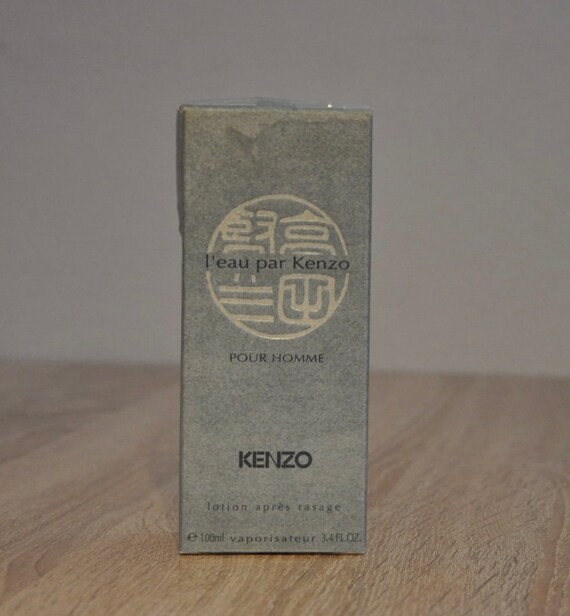 l'eau par Kenzo
POUR HOMME
KENZO
lotion après rasage
e 100ml vaporisateur 3.4 FL.OZ.